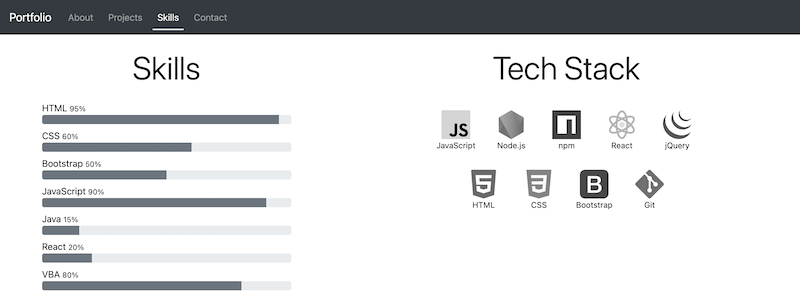 Portfolio About Projects Skills Contact
Skills
HTML 95%
CSS 60%
Bootstrap 50%
JavaScript 90%
Java 15%
React 20%
VBA 80%
Tech Stack
JS
JavaScript Node.js npm React jQuery
5 3 B
HTML CSS Bootstrap Git